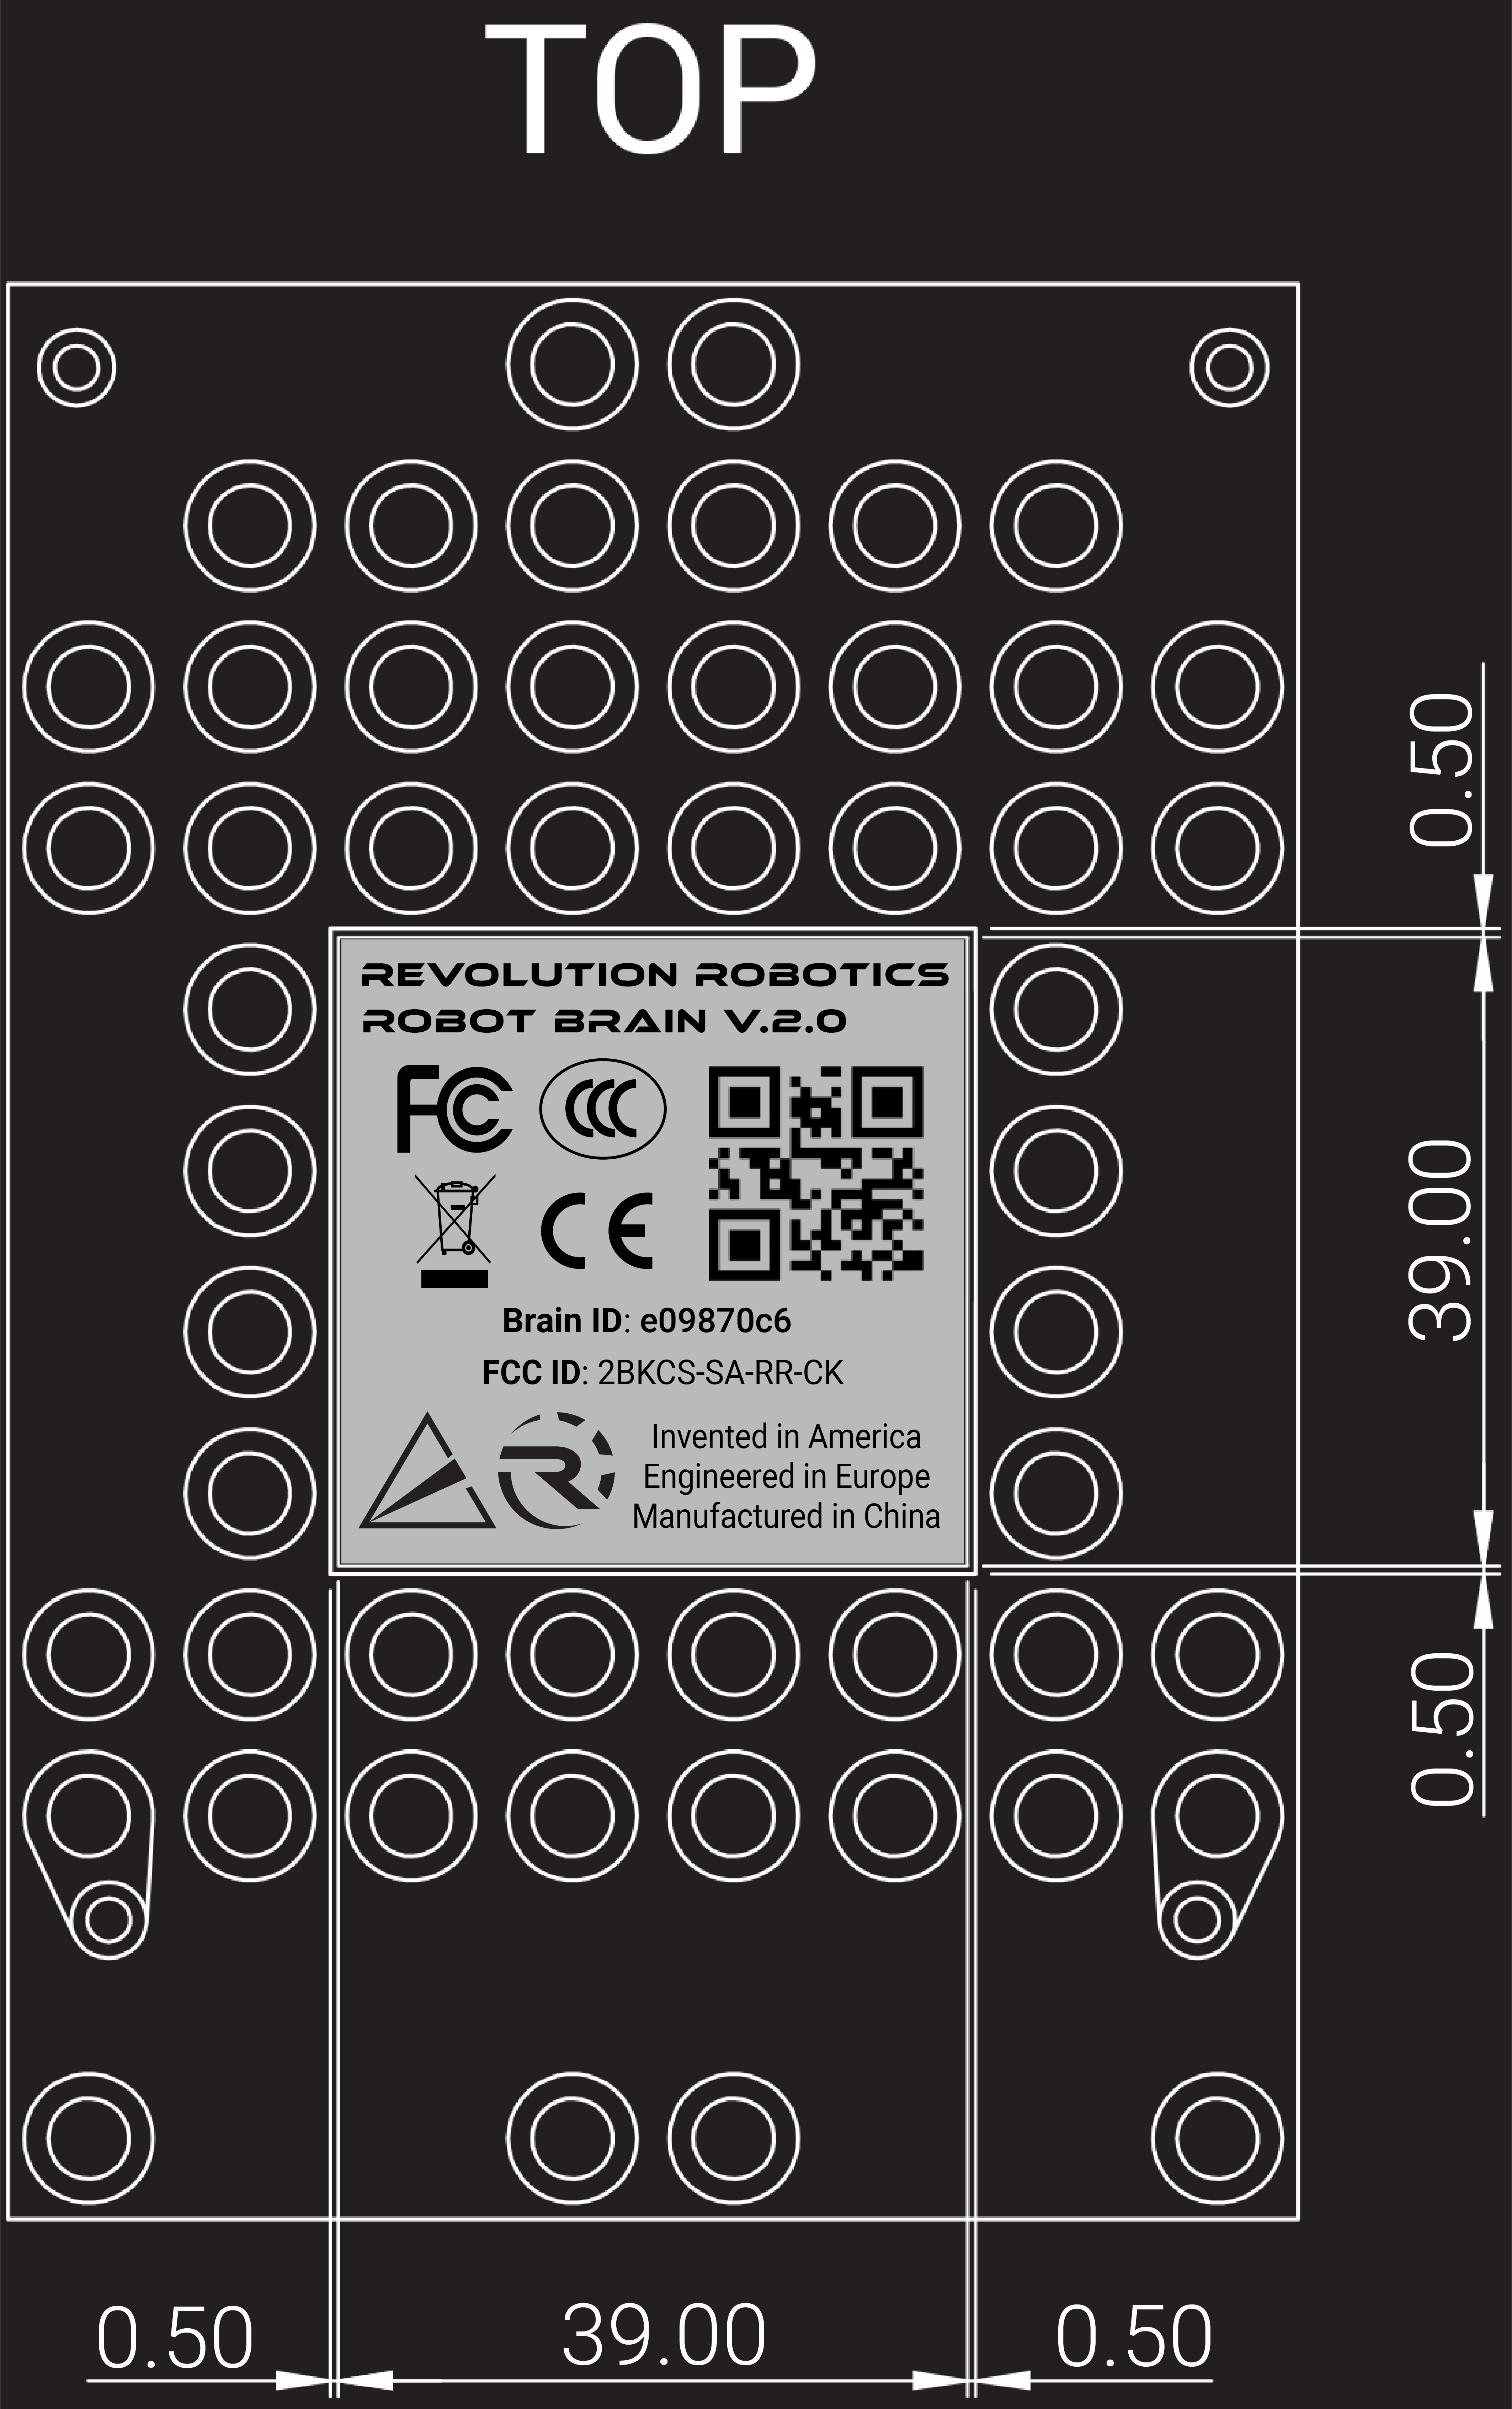 TOP
0.50
REVOLUTION ROBOTICS
ROBOT BRAIN V.2.0
FC
CCC
CE
39.00
Brain ID: e09870c6
FCC ID: 2BKCS-SA-RR-CK
R
Invented in America
Engineered in Europe
Manufactured in China
0.50
0.50
39.00
0.50